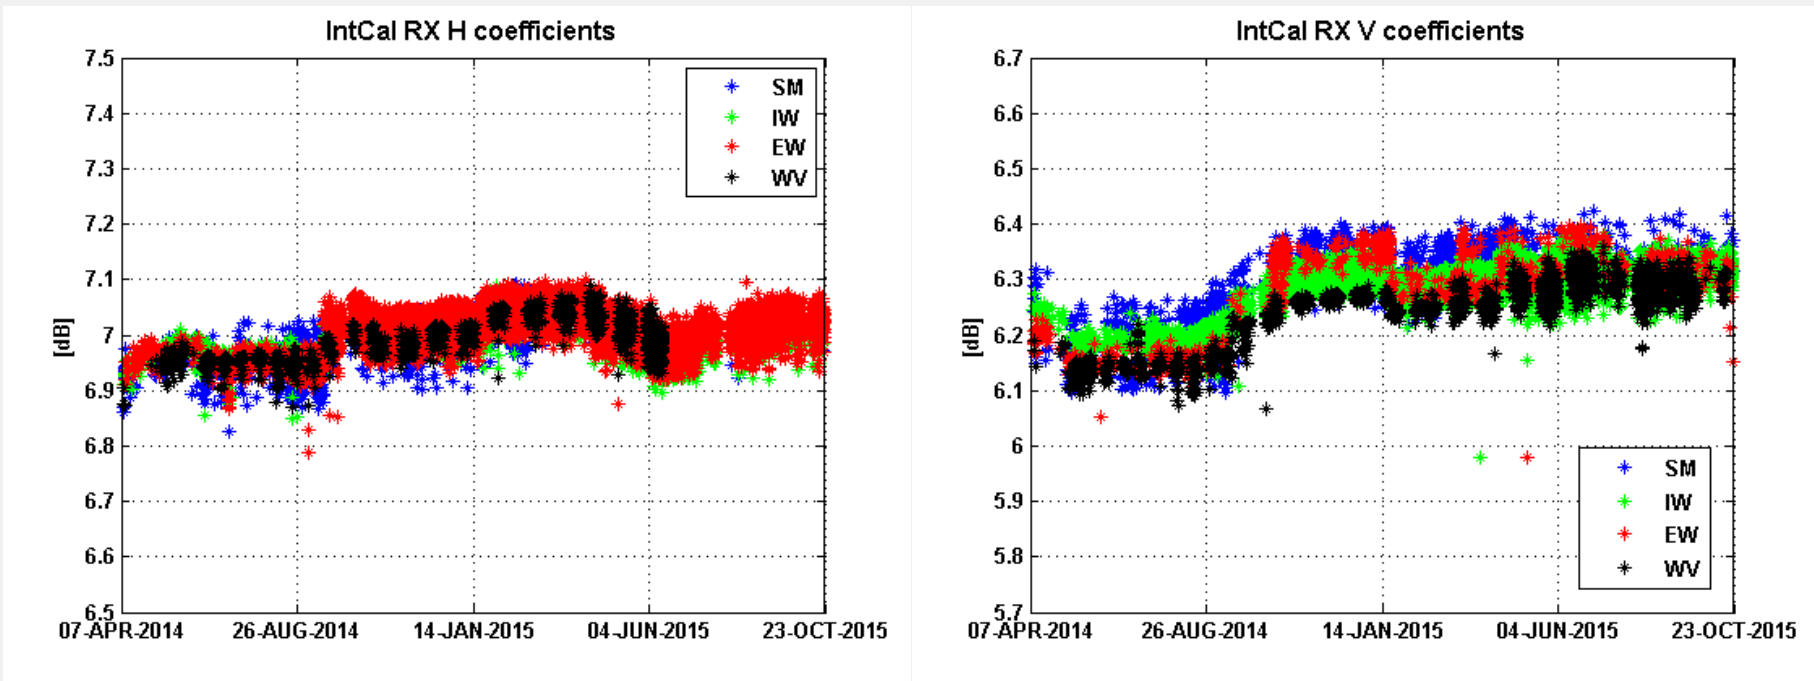 IntCal RX H coefficients
7.5
7.4
7.3
7.2
7.1
7
6.9
6.8
6.7
6.6
6.5
[dB]
SM
IW
EW
WV
07-APR-2014 26-AUG-2014 14-JAN-2015 04-JUN-2015 23-OCT-2015
IntCal RX V coefficients
6.7
6.6
6.5
6.4
6.3
6.2
6.1
6
5.9
5.8
5.7
[dB]
SM
IW
EW
WV
07-APR-2014 26-AUG-2014 14-JAN-2015 04-JUN-2015 23-OCT-2015